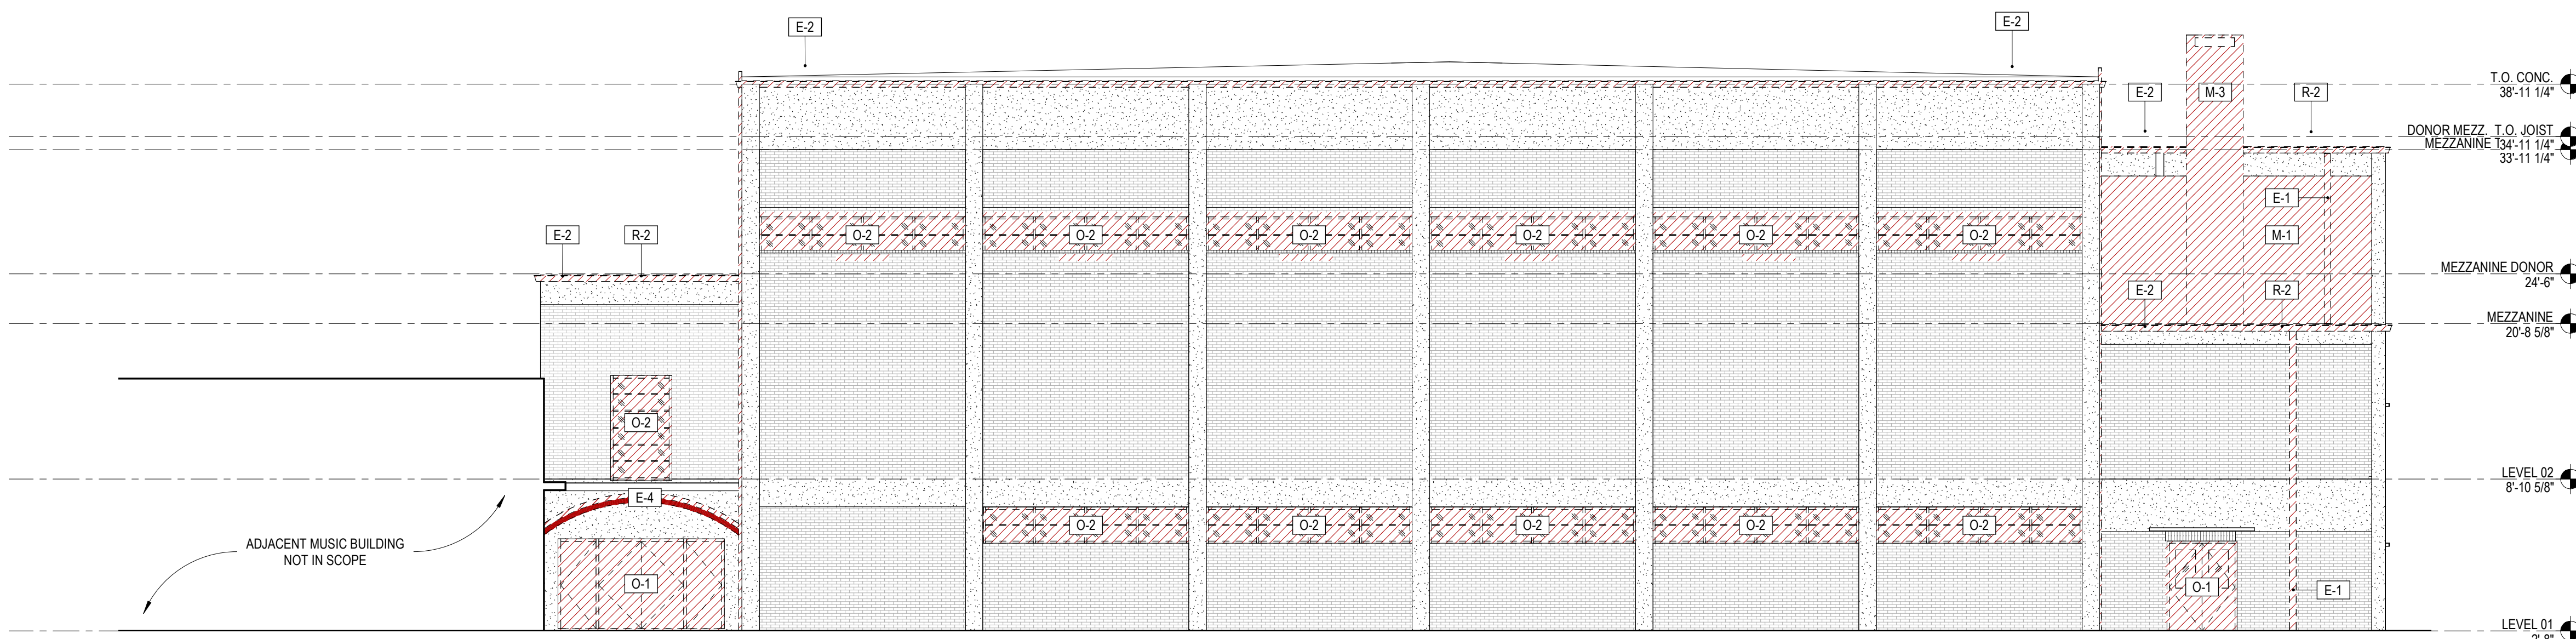 E-2
E-2
T.O. CONC.
38'-11 1/4"
E-2
M-3
R-2
DONOR MEZZ. T.O. JOIST
34'-11 1/4"
MEZZANINE T
33'-11 1/4"
E-1
M-1
E-2
R-2
O-2
O-2
O-2
O-2
O-2
O-2
MEZZANINE DONOR
24'-6"
E-2
R-2
MEZZANINE
20'-8 5/8"
O-2
LEVEL 02
8'-10 5/8"
E-4
O-2
O-2
O-2
O-2
O-2
ADJACENT MUSIC BUILDING
NOT IN SCOPE
O-1
O-1
E-1
LEVEL 01